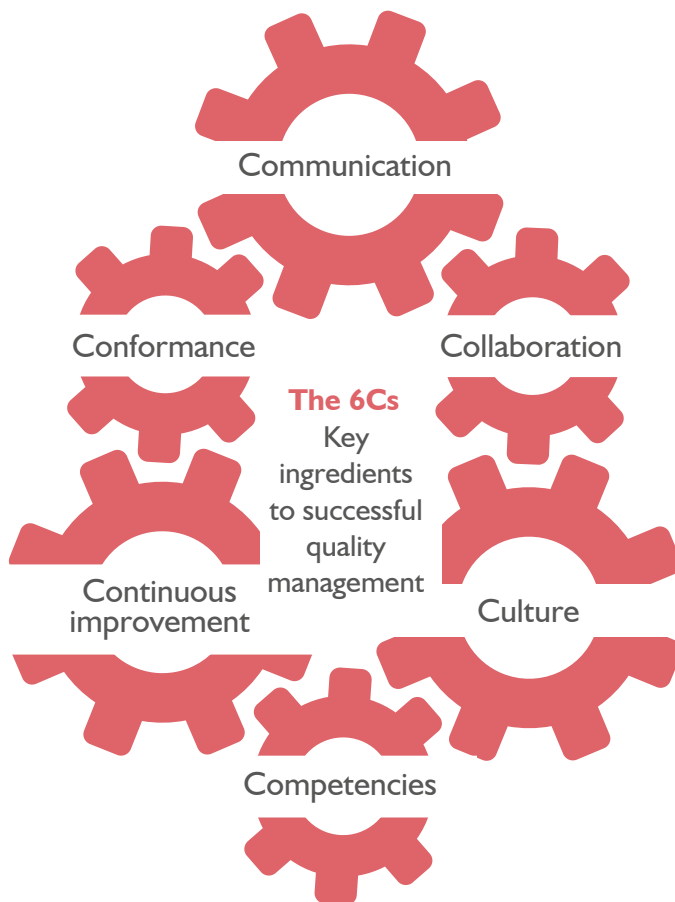 Communication
Conformance
Collaboration
The 6Cs
Key
ingredients
to successful
quality
management
Continuous
improvement
Culture
Competencies